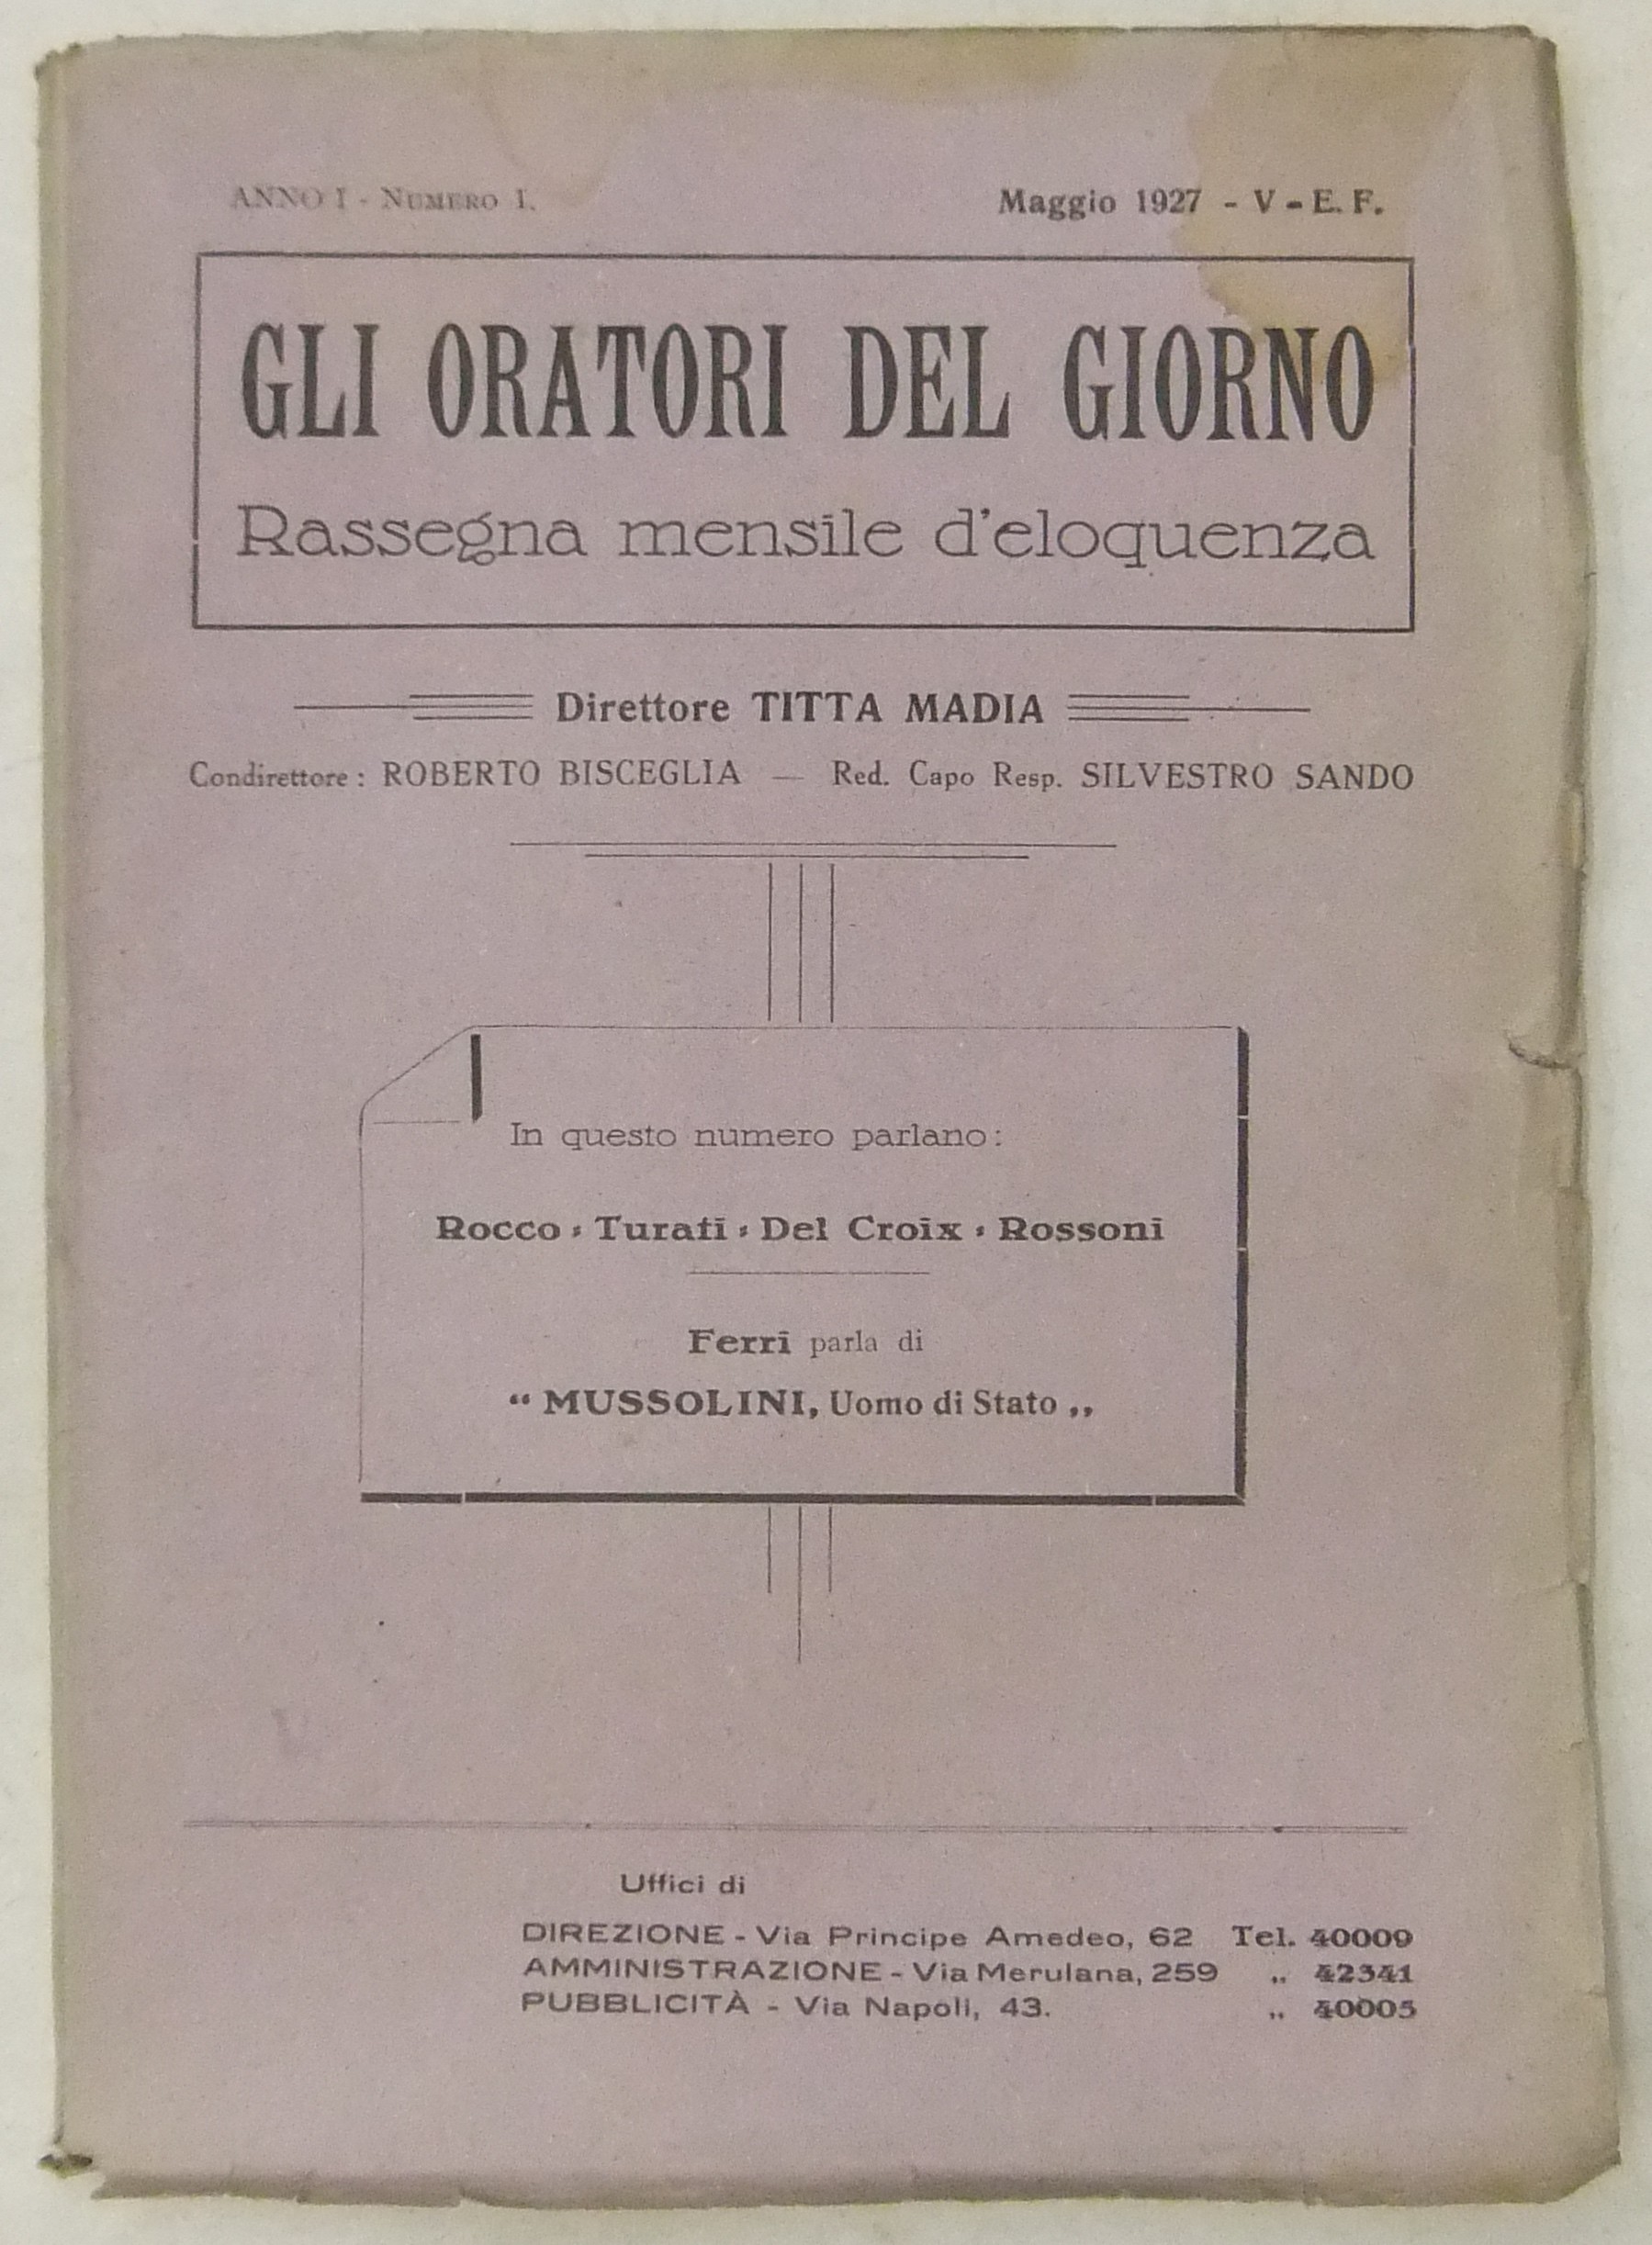 ANNO I - NUMERO I.
Maggio 1927 - V - E. F.
GLI ORATORI DEL GIORNO
Rassegna mensile d'eloquenza
Direttore TITTA MADIA
Condirettore: ROBERTO BISCEGLIA — Red. Capo Resp. SILVESTRO SANDO
In questo numero parlano:
Rocco · Turati · Del Croix · Rossoni
Ferri parla di
“ MUSSOLINI, Uomo di Stato „
Uffici di
DIREZIONE - Via Principe Amedeo, 62 Tel. 40009
AMMINISTRAZIONE - Via Merulana, 259 „ 42341
PUBBLICITÀ - Via Napoli, 43. „ 40005